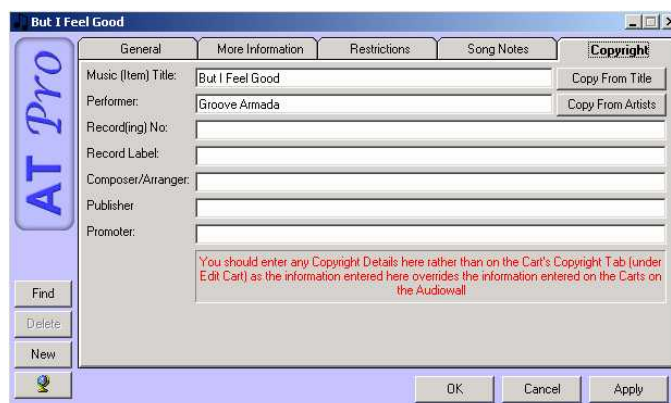 But I Feel Good
General More Information Restrictions Song Notes Copyright
AT Pro
Music (Item) Title: But I Feel Good Copy From Title
Performer: Groove Armada Copy From Artists
Record(ing) No:
Record Label:
Composer/Arranger:
Publisher
Promoter:
You should enter any Copyright Details here rather than on the Cart's Copyright Tab (under
Edit Cart) as the information entered here overrides the information entered on the Carts on
the Audiowall
Find
Delete
New
OK Cancel Apply